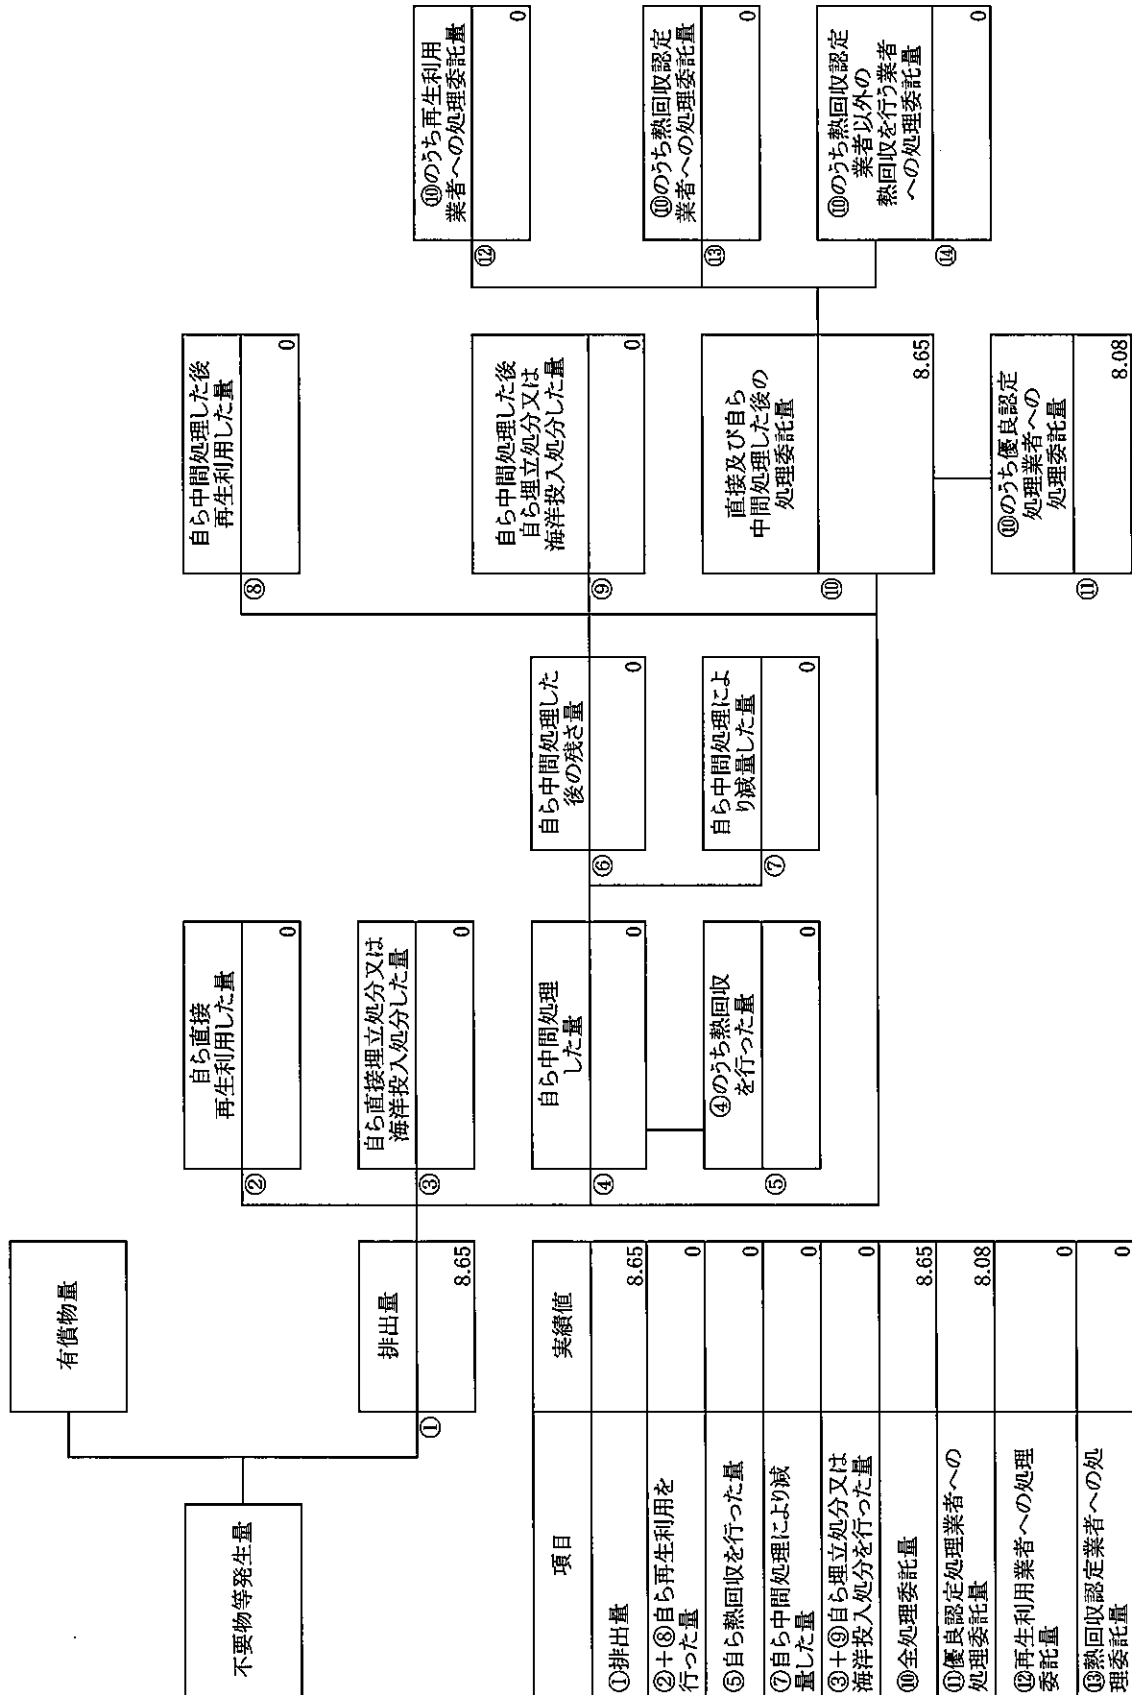 不要物等発生量
有償物量
①
排出量
8.65
②
自ら直接
再生利用した量
0
③
自ら直接埋立処分又は
海洋投入処分した量
0
④
自ら中間処理
した量
0
⑤
④のうち熱回収
を行った量
0
⑥
自ら中間処理した
後の残さ量
0
⑦
自ら中間処理によ
り減量した量
0
⑧
自ら中間処理した後
再生利用した量
0
⑨
自ら中間処理した後
自ら埋立処分又は
海洋投入処分した量
0
⑩
直接及び自ら
中間処理した後の
処理委託量
8.65
⑪
⑩のうち優良認定
処理業者への
処理委託量
8.08
⑫
⑩のうち再生利用
業者への処理委託量
0
⑬
⑩のうち熱回収認定
業者への処理委託量
0
⑭
⑩のうち熱回収認定
業者以外の
熱回収を行う業者
への処理委託量
0
項目 実績値
①排出量 8.65
②+⑧自ら再生利用を
行った量 0
⑤自ら熱回収を行った量 0
⑦自ら中間処理により減
量した量 0
③+⑨自ら埋立処分又は
海洋投入処分を行った量 0
⑩全処理委託量 8.65
⑪優良認定処理業者への
処理委託量 8.08
⑫再生利用業者への処理
委託量 0
⑬熱回収認定業者への処
理委託量 0